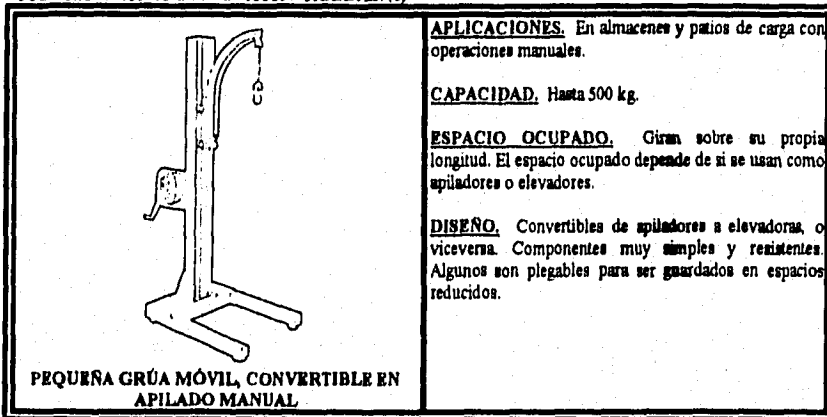 PEQUEÑA GRÚA MÓVIL, CONVERTIBLE EN
APILADO MANUAL
APLICACIONES. En almacenes y patios de carga con
operaciones manuales.
CAPACIDAD. Hasta 500 kg.
ESPACIO OCUPADO. Giran sobre su propia
longitud. El espacio ocupado depende de si se usan como
apiladores o elevadores.
DISEÑO. Convertibles de apiladores a elevadoras, o
viceversa. Componentes muy simples y resistentes.
Algunos son plegables para ser guardados en espacios
reducidos.